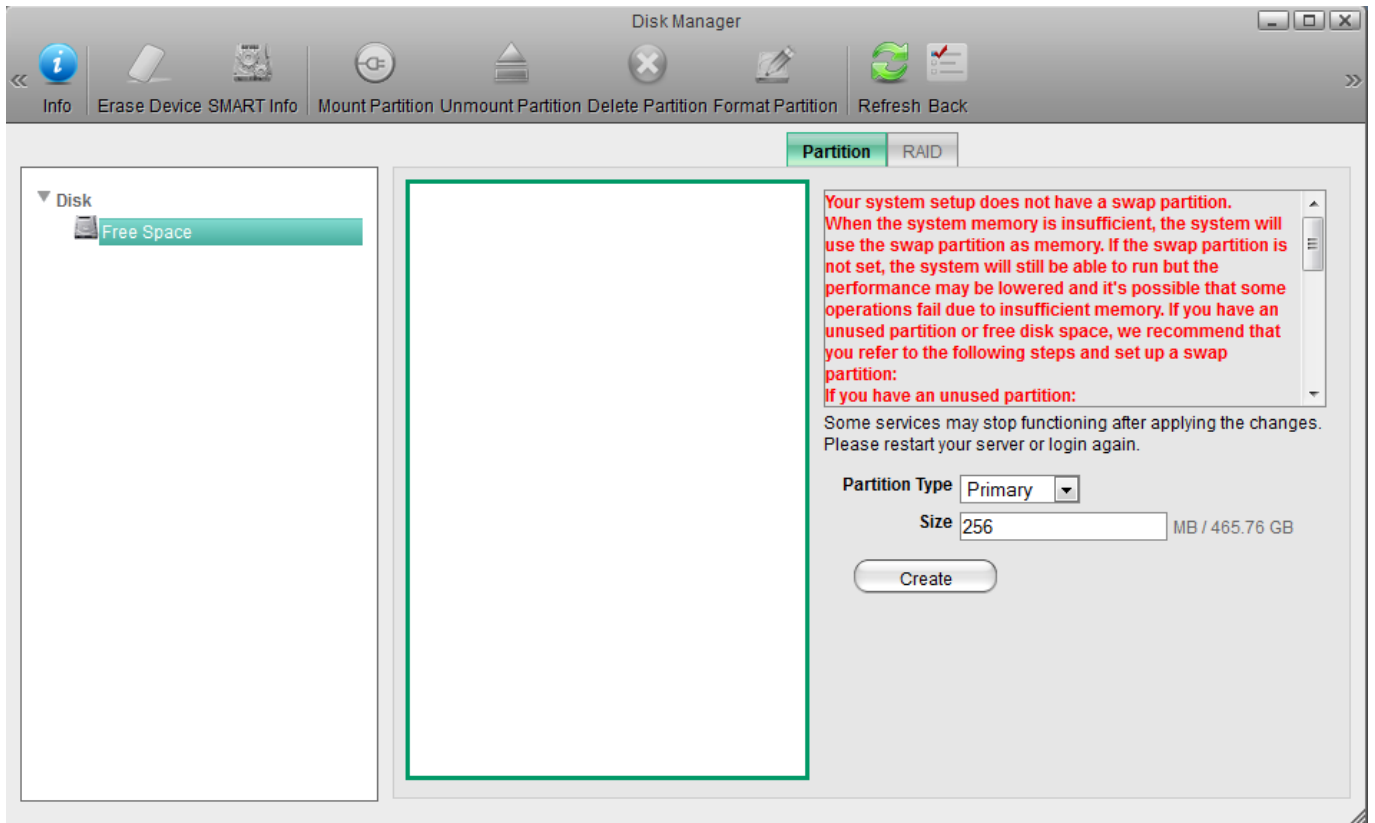 Disk Manager
Info Erase Device SMART Info Mount Partition Unmount Partition Delete Partition Format Partition Refresh Back
Partition RAID
Disk
Free Space
Your system setup does not have a swap partition.
When the system memory is insufficient, the system will
use the swap partition as memory. If the swap partition is
not set, the system will still be able to run but the
performance may be lowered and it's possible that some
operations fail due to insufficient memory. If you have an
unused partition or free disk space, we recommend that
you refer to the following steps and set up a swap
partition:
If you have an unused partition:
Some services may stop functioning after applying the changes.
Please restart your server or login again.
Partition Type Primary
Size 256 MB / 465.76 GB
Create